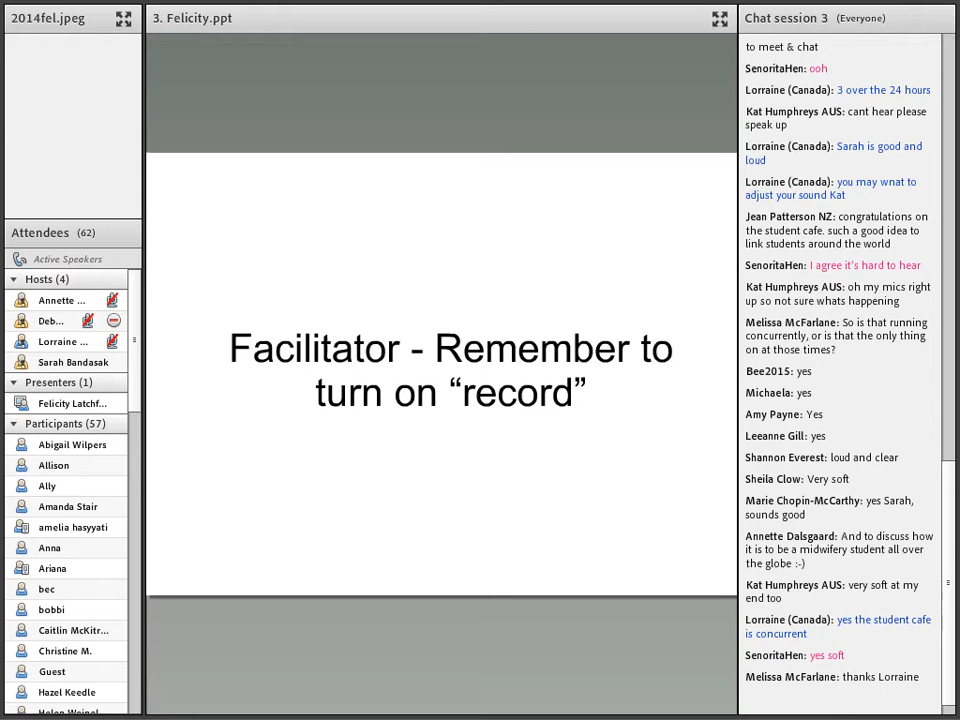 2014fel.jpeg
Attendees (62)
Active Speakers
Hosts (4)
Annette ...
Deb...
Lorraine ...
Sarah Bandasak
Presenters (1)
Felicity Latchf...
Participants (57)
Abigail Wilpers
Allison
Ally
Amanda Stair
amelia hasyyati
Anna
Ariana
bec
bobbi
Caitlin McKitr...
Christine M.
Guest
Hazel Keedle
3. Felicity.ppt
Facilitator - Remember to
turn on “record”
Chat session 3 (Everyone)
to meet & chat
SenoritaHen: ooh
Lorraine (Canada): 3 over the 24 hours
Kat Humphreys AUS: cant hear please
speak up
Lorraine (Canada): Sarah is good and
loud
Lorraine (Canada): you may wnat to
adjust your sound Kat
Jean Patterson NZ: congratulations on
the student cafe. such a good idea to
link students around the world
SenoritaHen: I agree it's hard to hear
Kat Humphreys AUS: oh my mics right
up so not sure whats happening
Melissa McFarlane: So is that running
concurrently, or is that the only thing
on at those times?
Bee2015: yes
Michaela: yes
Amy Payne: Yes
Leeanne Gill: yes
Shannon Everest: loud and clear
Sheila Clow: Very soft
Marie Chopin-McCarthy: yes Sarah,
sounds good
Annette Dalsgaard: And to discuss how
it is to be a midwifery student all over
the globe :-)
Kat Humphreys AUS: very soft at my
end too
Lorraine (Canada): yes the student cafe
is concurrent
SenoritaHen: yes soft
Melissa McFarlane: thanks Lorraine